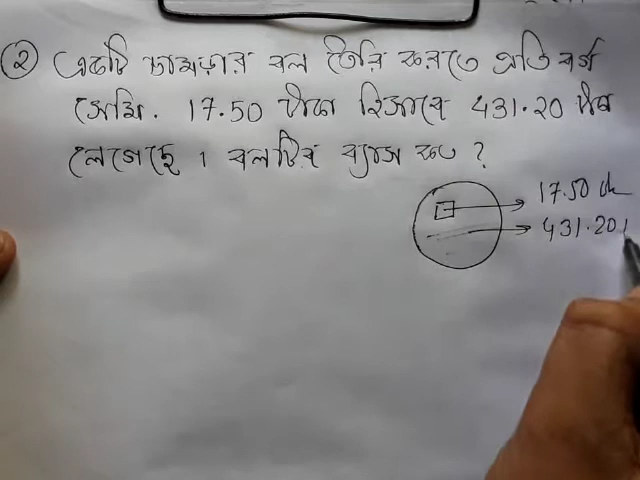 ② একটি চামড়ার বল তৈরি করতে প্রতি বর্গ
সেমি. 17.50 টাকা হিসাবে 431.20 টাকা
লেগেছে । বলটির ব্যাস কত ?
17.50 টা
431.20